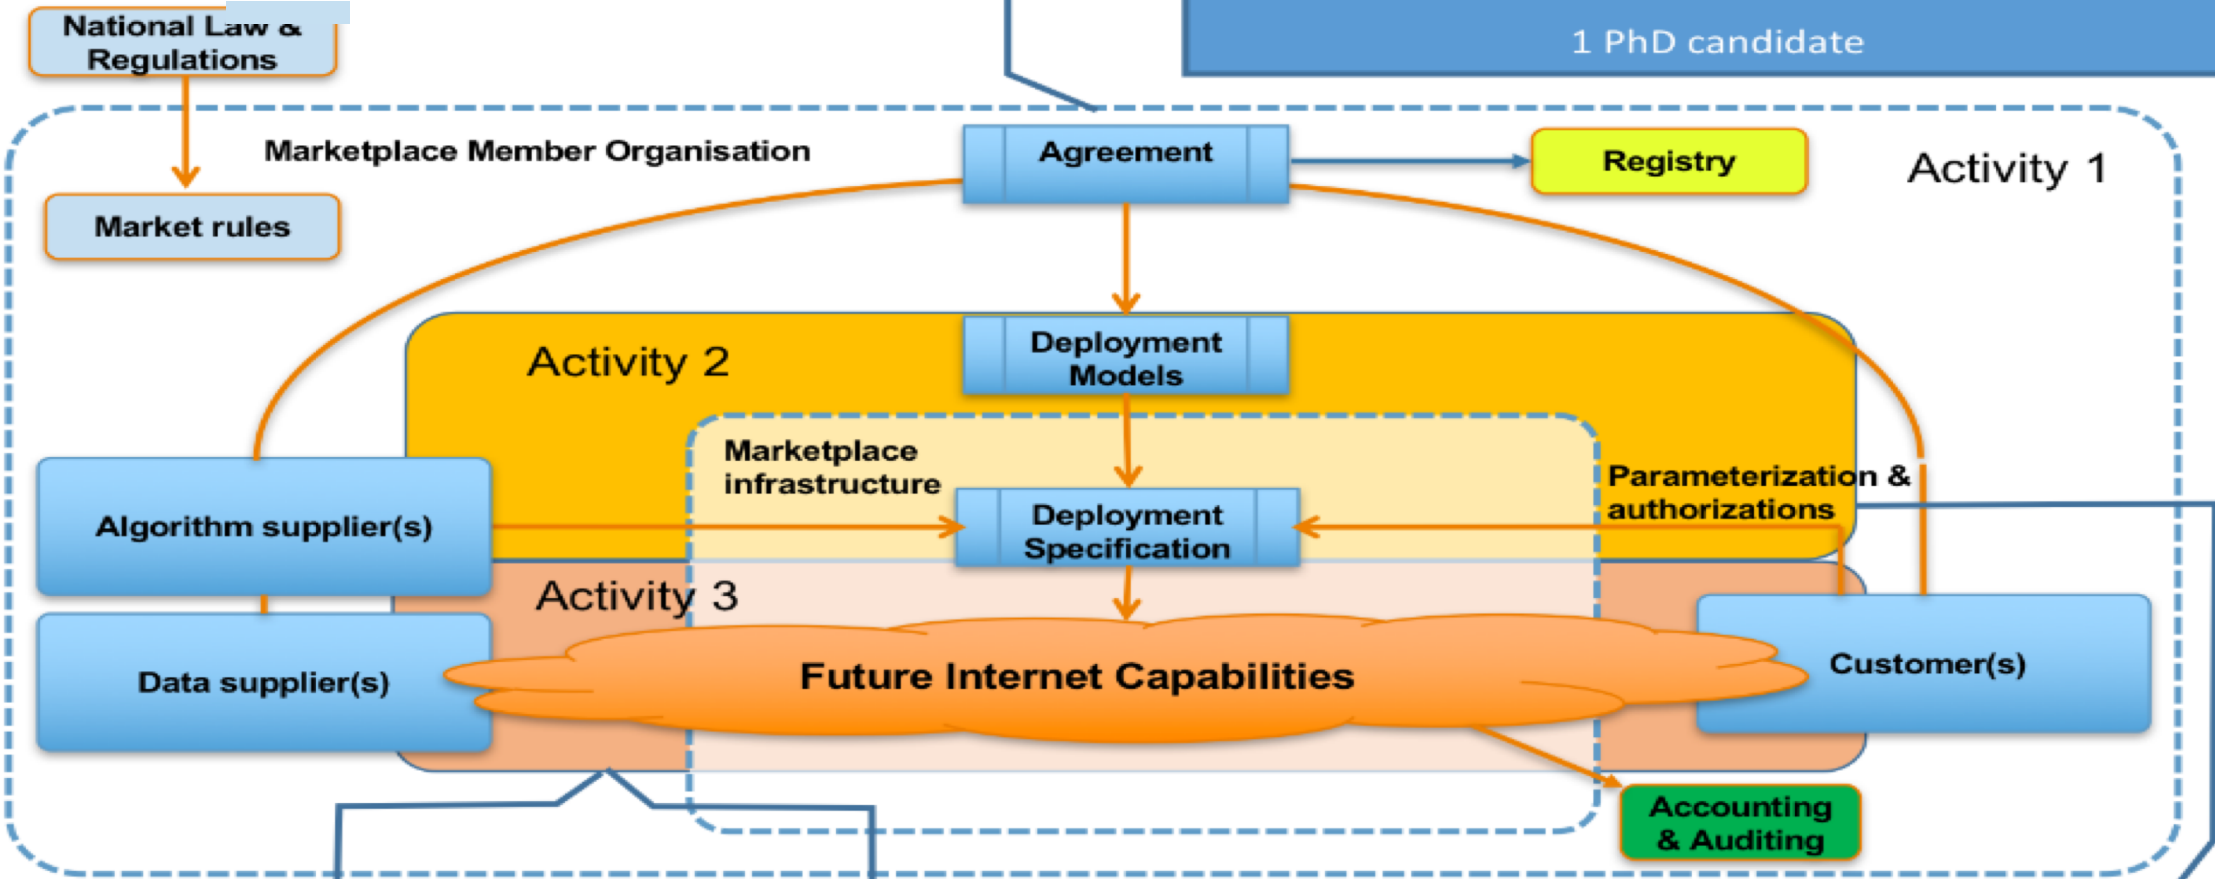 National Law &
Regulations
1 PhD candidate
Marketplace Member Organisation
Agreement
Registry
Activity 1
Market rules
Activity 2
Deployment
Models
Marketplace
infrastructure
Parameterization &
authorizations
Algorithm supplier(s)
Deployment
Specification
Activity 3
Data supplier(s)
Future Internet Capabilities
Customer(s)
Accounting
& Auditing